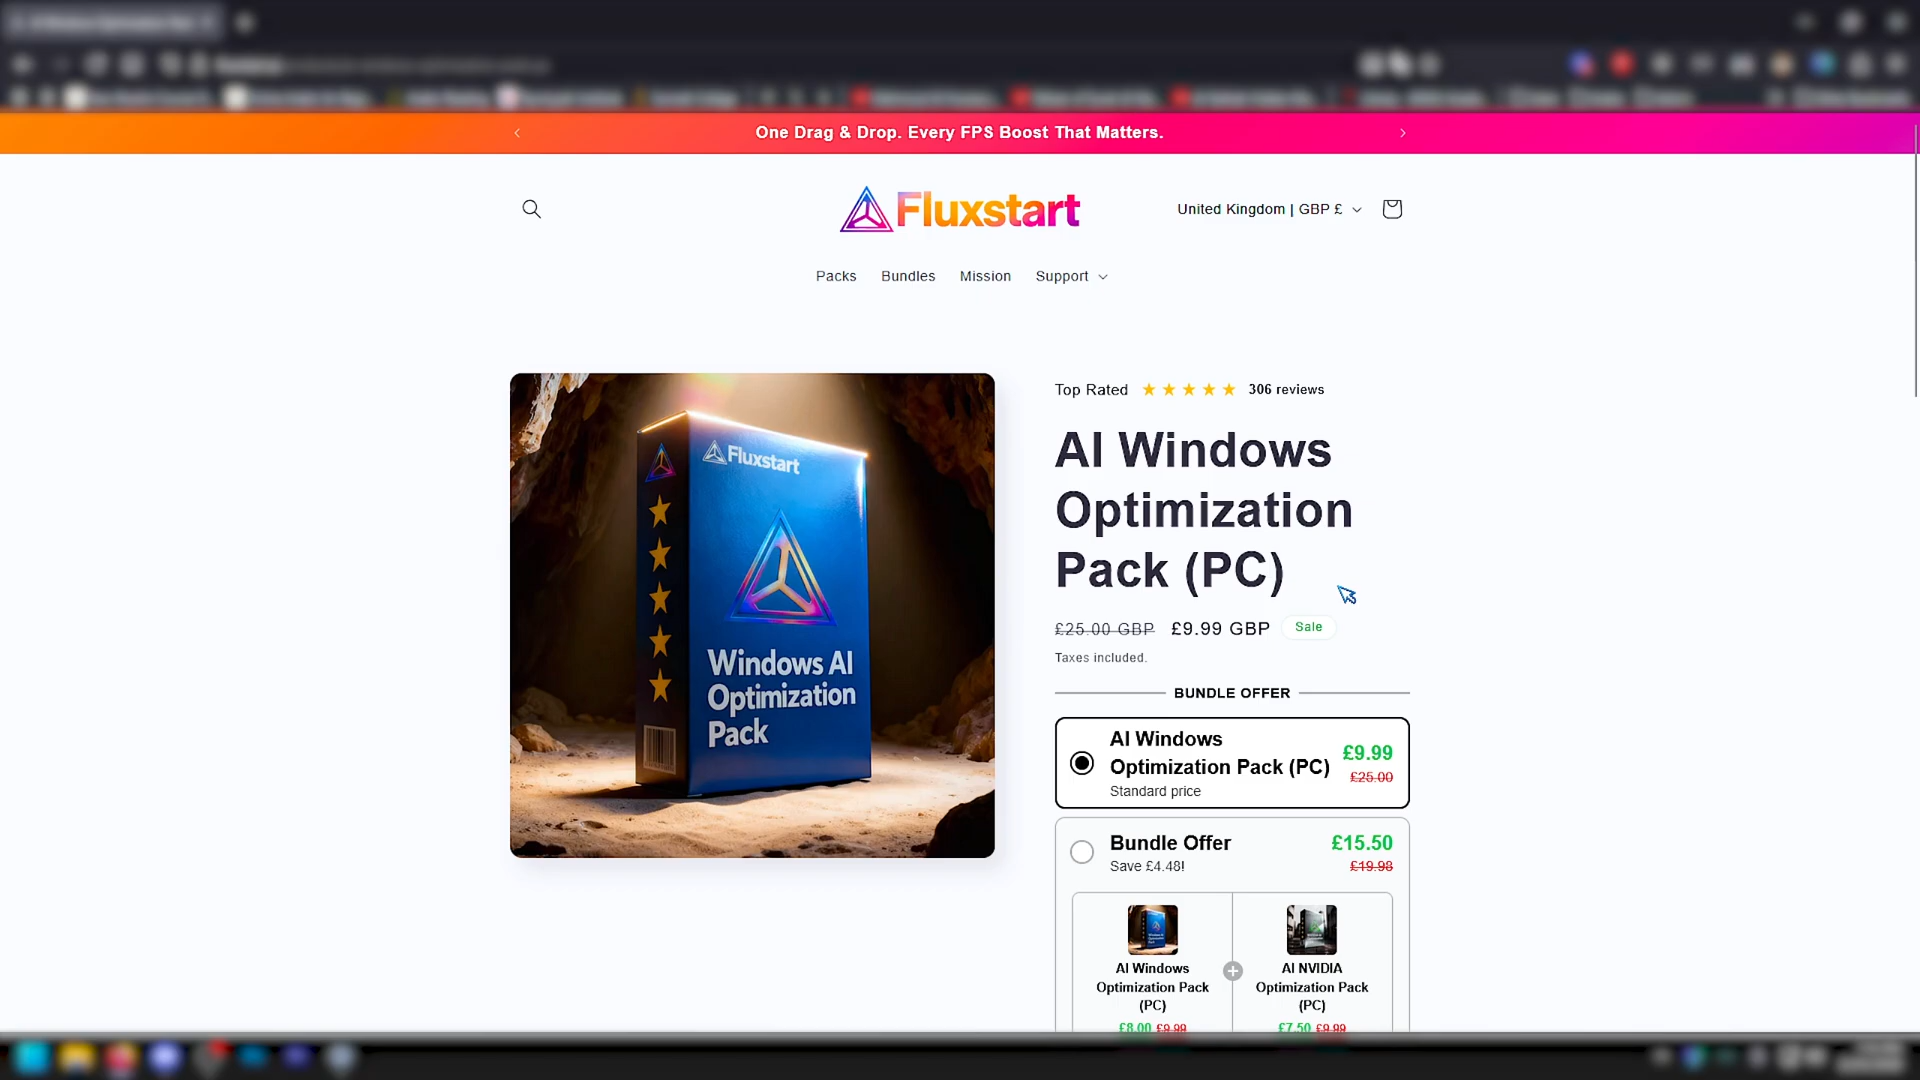 One Drag & Drop. Every FPS Boost That Matters.
Fluxstart
United Kingdom | GBP £
Packs
Bundles
Mission
Support
Fluxstart
Windows AI
Optimization
Pack
Top Rated
306 reviews
AI Windows
Optimization
Pack (PC)
£25.00 GBP
£9.99 GBP
Sale
Taxes included.
BUNDLE OFFER
AI Windows
Optimization Pack (PC)
Standard price
£9.99
£25.00
Bundle Offer
Save £4.48!
£15.50
£19.98
AI Windows
Optimization Pack
(PC)
£8.00 £9.99
AI NVIDIA
Optimization Pack
(PC)
£7.50 £9.99